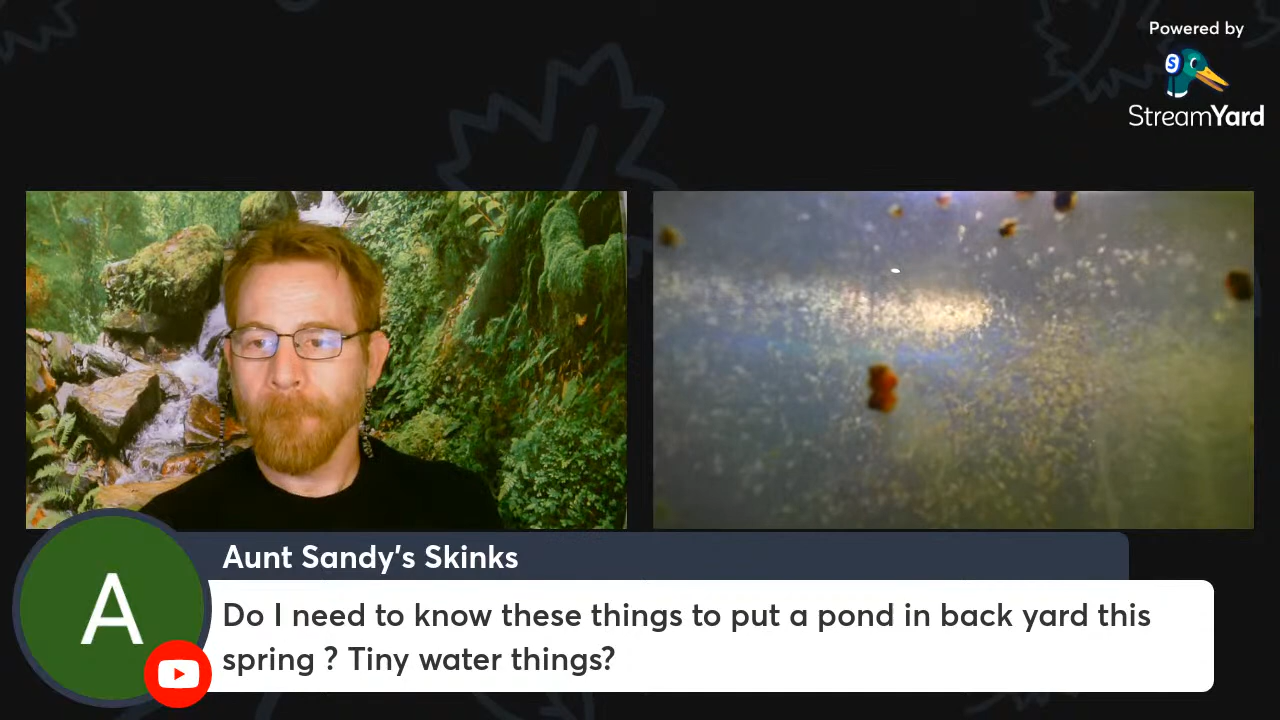 Powered by
S
StreamYard
Aunt Sandy's Skinks
A
Do I need to know these things to put a pond in back yard this
spring ? Tiny water things?